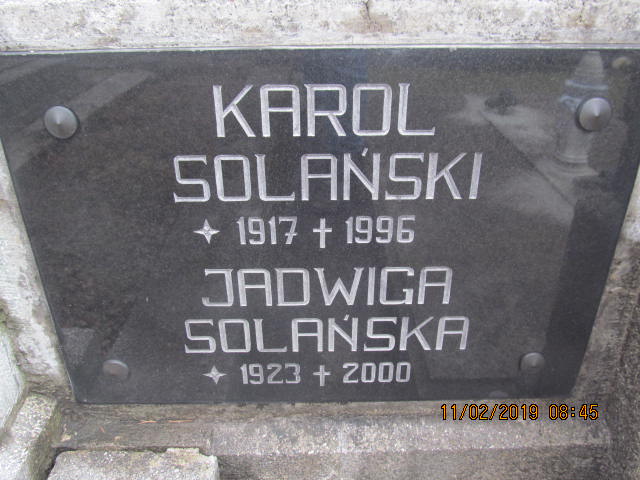 KAROL
SOLAŃSKI
✦ 1917 ✝ 1996
JADWIGA
SOLAŃSKA
✦ 1923 ✝ 2000
11/02/2019 08:45